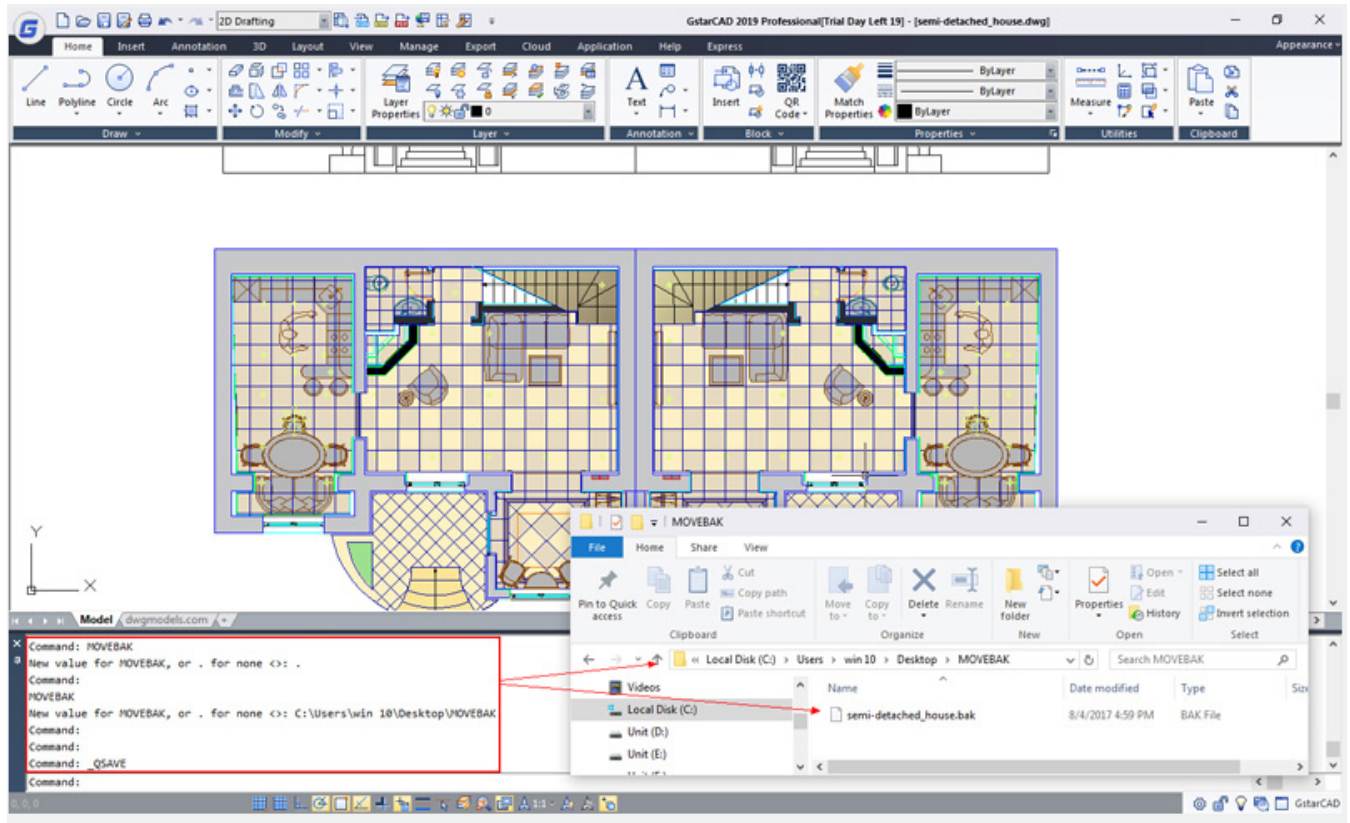 2D Drafting
GstarCAD 2019 Professional[Trial Day Left 19] - [semi-detached_house.dwg]
G
Home Insert Annotation 3D Layout View Manage Export Cloud Application Help Express Appearance
Line Polyline Circle Arc
Layer Properties 0
Text
Insert QR Code
Match Properties
ByLayer
ByLayer
ByLayer
Measure
Paste
Draw Modify Layer Annotation Block Properties Utilities Clipboard
Y
X
Model dwgmodels.com +
Command: MOVEBAK
New value for MOVEBAK, or . for none <>: .
Command:
MOVEBAK
New value for MOVEBAK, or . for none <>: C:\Users\win 10\Desktop\MOVEBAK
Command:
Command:
Command: _QSAVE
Command:
0, 0, 0
1:1
GstarCAD
MOVEBAK
File Home Share View
Pin to Quick access
Copy
Paste
Cut
Copy path
Paste shortcut
Move to
Copy to
Delete
Rename
New folder
Properties
Open
Edit
History
Select all
Select none
Invert selection
Clipboard Organize New Open Select
« Local Disk (C:) > Users > win 10 > Desktop > MOVEBAK
Search MOVEBAK
Videos
Local Disk (C:)
Unit (D:)
Unit (E:)
Name Date modified Type
semi-detached_house.bak 8/4/2017 4:59 PM BAK File